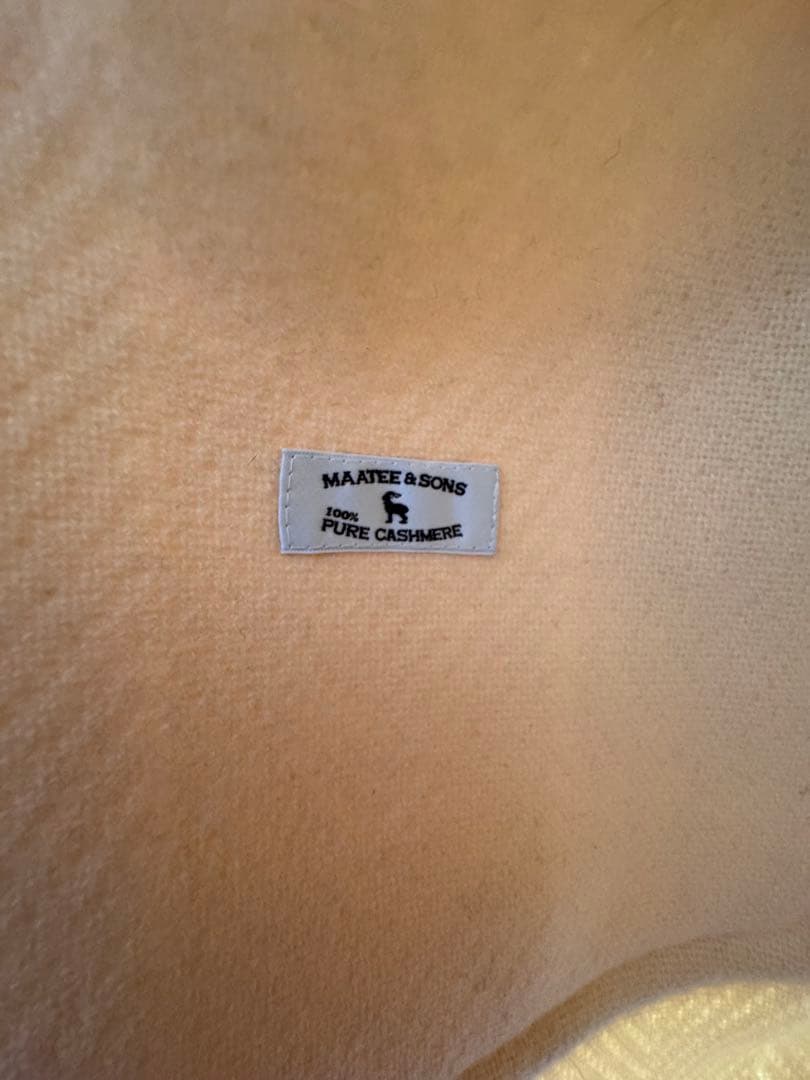 MAATEE & SONS
100%
PURE CASHMERE